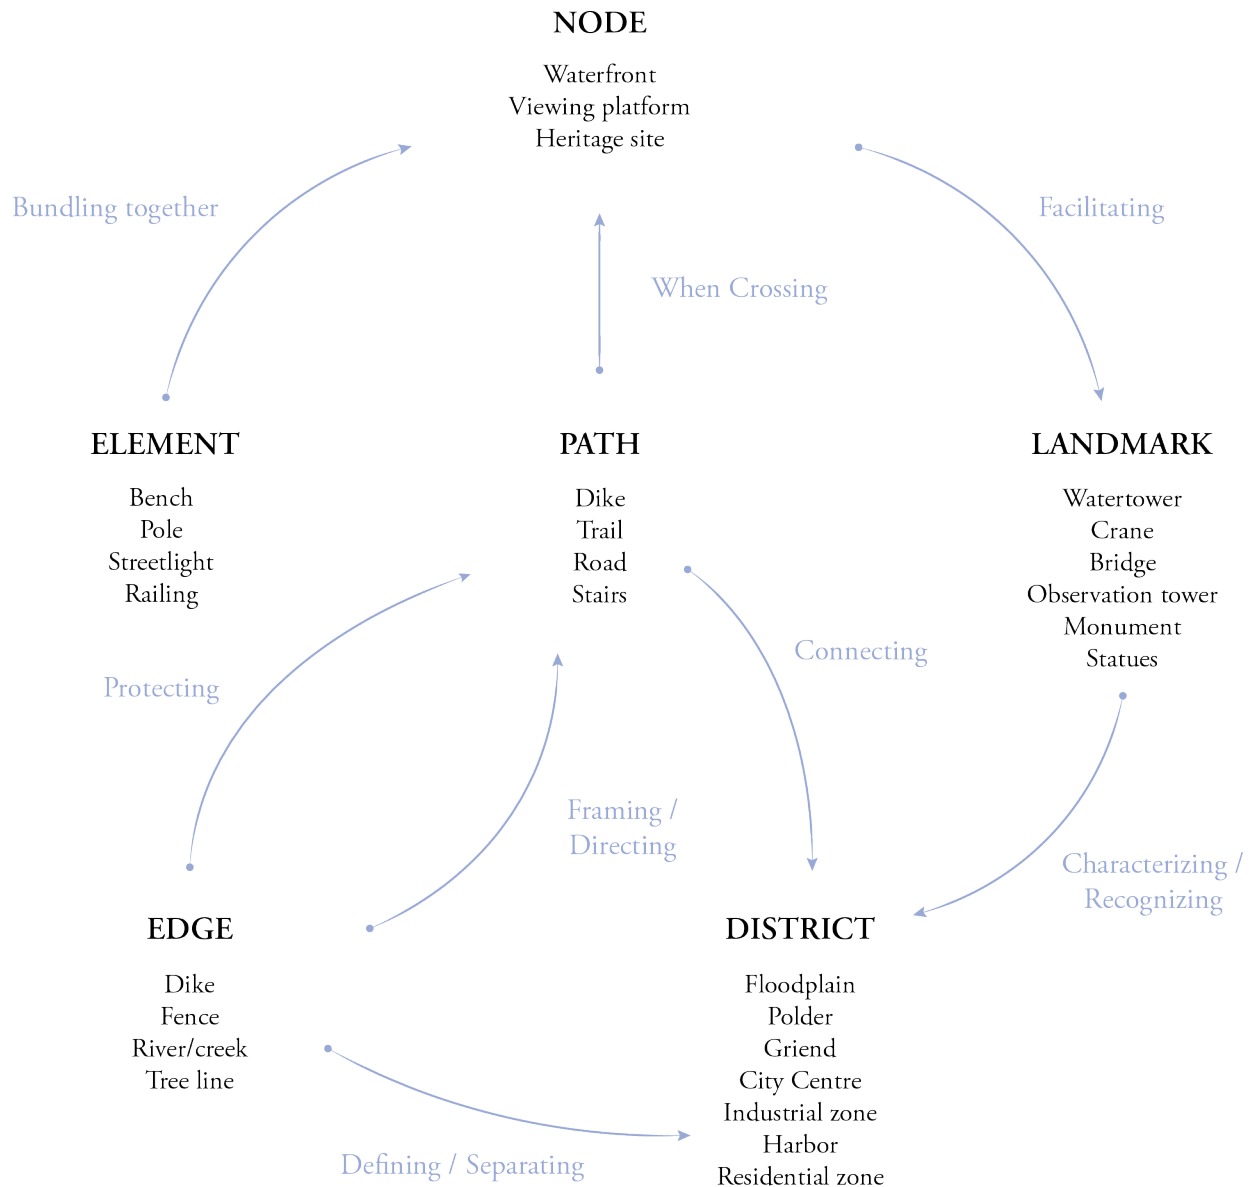 NODE
Waterfront
Viewing platform
Heritage site
Bundling together
Facilitating
When Crossing
ELEMENT
Bench
Pole
Streetlight
Railing
PATH
Dike
Trail
Road
Stairs
LANDMARK
Watertower
Crane
Bridge
Observation tower
Monument
Statues
Protecting
Connecting
Framing /
Directing
Characterizing /
Recognizing
EDGE
Dike
Fence
River/creek
Tree line
DISTRICT
Floodplain
Polder
Griend
City Centre
Industrial zone
Harbor
Residential zone
Defining / Separating